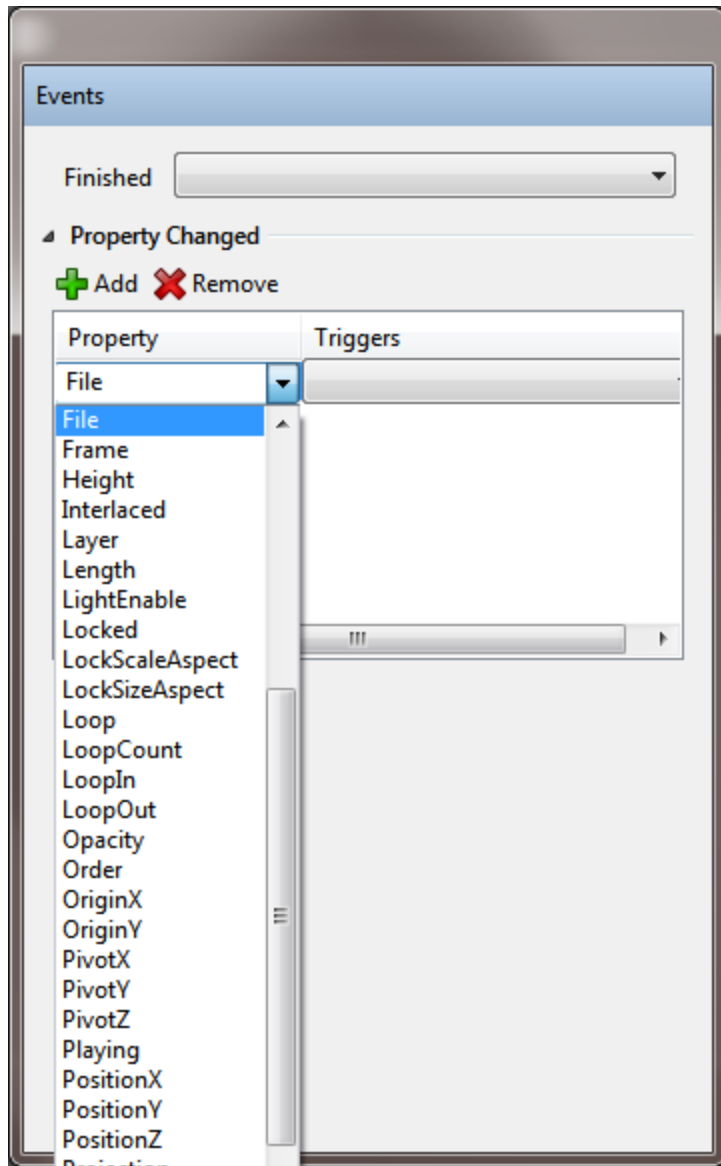 Events
Finished
Property Changed
Add Remove
Property Triggers
File
File
Frame
Height
Interlaced
Layer
Length
LightEnable
Locked
LockScaleAspect
LockSizeAspect
Loop
LoopCount
LoopIn
LoopOut
Opacity
Order
OriginX
OriginY
PivotX
PivotY
PivotZ
Playing
PositionX
PositionY
PositionZ